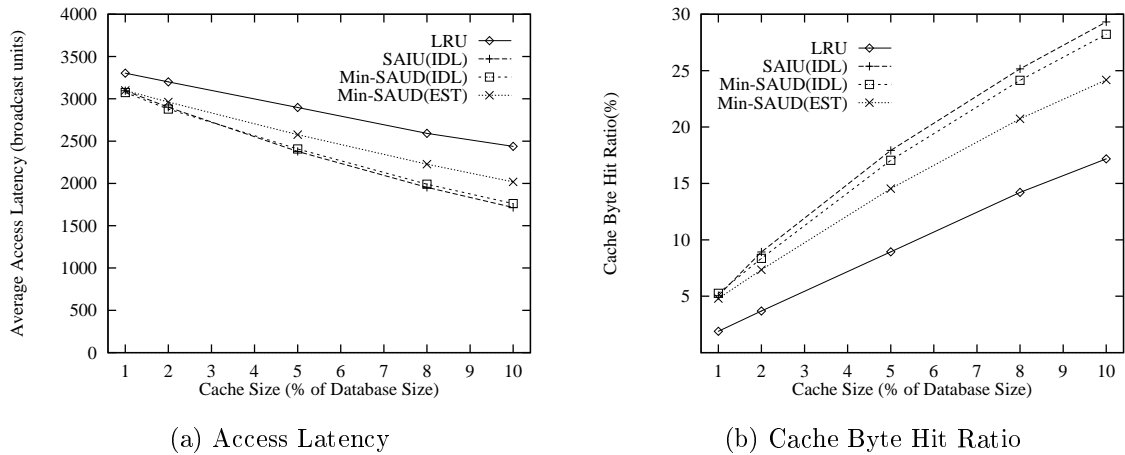 Average Access Latency (broadcast units)
4000
3500
3000
2500
2000
1500
1000
500
0
LRU
SAIU(IDL)
Min-SAUD(IDL)
Min-SAUD(EST)
1 2 3 4 5 6 7 8 9 10
Cache Size (% of Database Size)
(a) Access Latency
Cache Byte Hit Ratio(%)
30
25
20
15
10
5
LRU
SAIU(IDL)
Min-SAUD(IDL)
Min-SAUD(EST)
1 2 3 4 5 6 7 8 9 10
Cache Size (% of Database Size)
(b) Cache Byte Hit Ratio